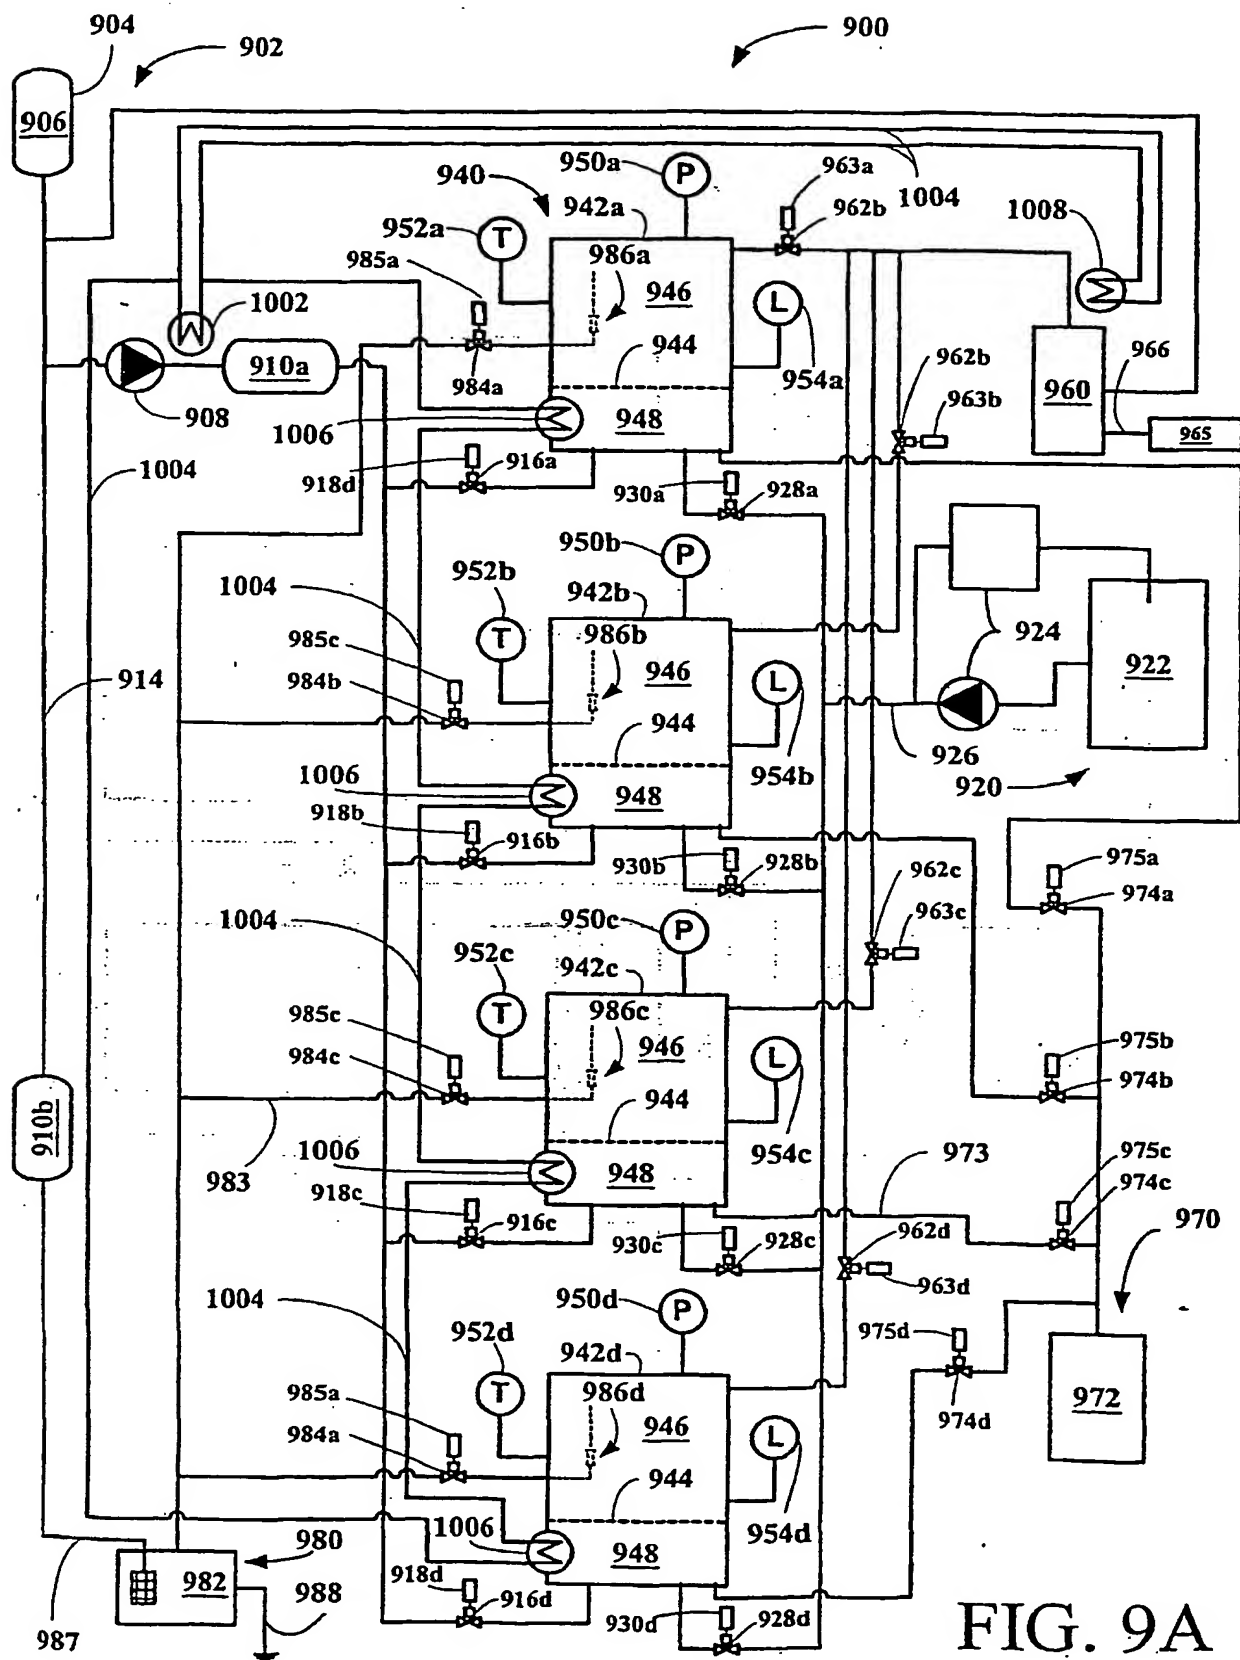 904
902
900
906
950a
963a
962b
1004
940
942a
952a
P
T
985a
986a
946
1008
1002
L
944
910a
984a
954a
962b
966
908
960
963b
965
1006
948
1004
918d
916a
930a
928a
950b
P
1004
952b
942b
924
T
985c
986b
946
922
914
984b
L
944
926
1006
954b
920
918b
948
916b
930b
928b
975a
962c
974a
1004
950c
P
963c
952c
942c
T
985c
986c
946
975b
984c
L
974b
910b
944
1006
954c
973
983
948
975c
918c
974c
970
916c
930c
928c
962d
1004
950d
P
963d
952d
975d
942d
T
986d
985a
946
972
984a
L
974d
944
1006
954d
980
948
982
918d
988
916d
930d
928d
987
FIG. 9A